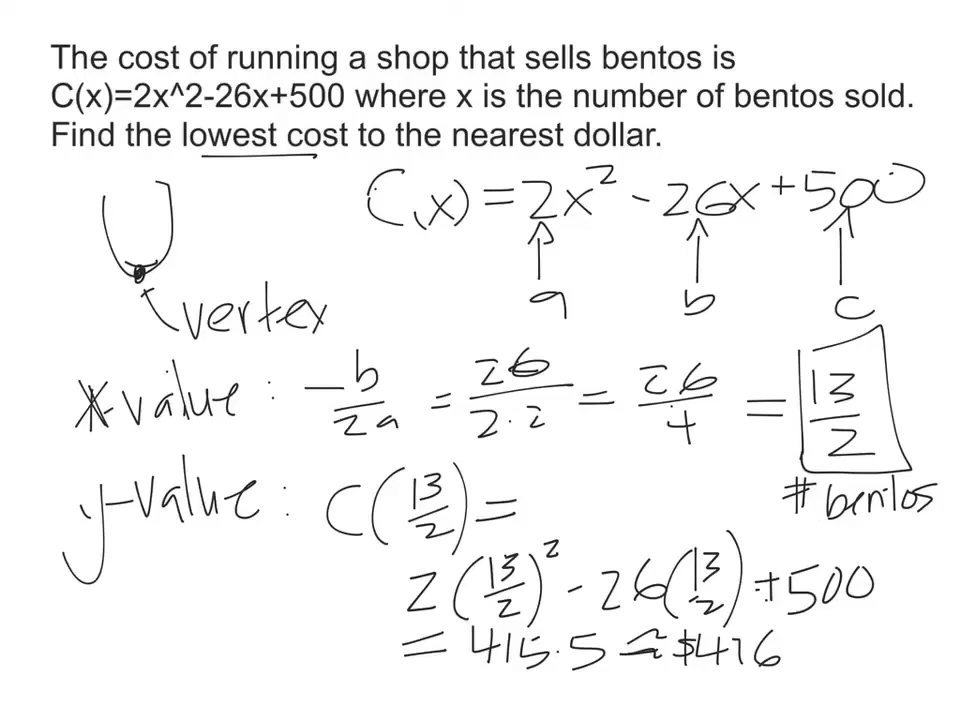 The cost of running a shop that sells bentos is
C(x)=2x^2-26x+500 where x is the number of bentos sold.
Find the lowest cost to the nearest dollar.
C(x) = 2x² - 26x + 500
a b c
vertex
x-value: -b/2a = 26/2·2 = 26/4 = 13/2
# bentos
y-value: C(13/2) =
2(13/2)² - 26(13/2) + 500
= 415.5 ≈ $416